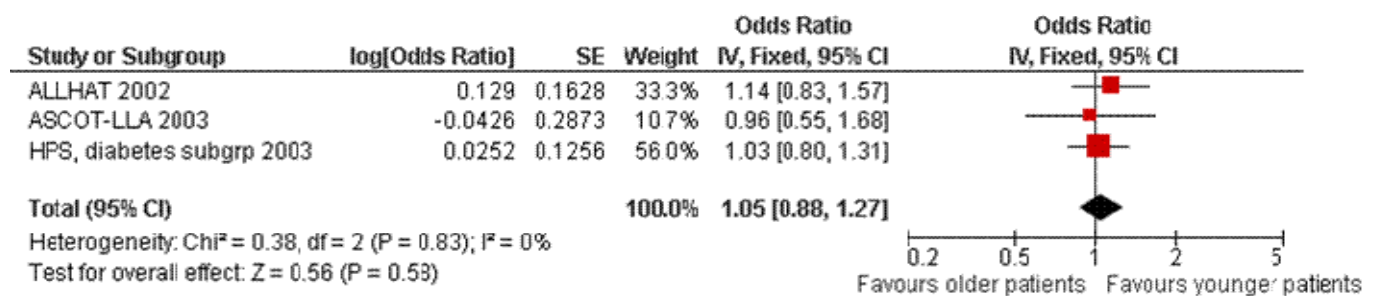 Odds Ratio Odds Ratio
Study or Subgroup log[Odds Ratio] SE Weight IV, Fixed, 95% CI IV, Fixed, 95% CI
ALLHAT 2002 0.129 0.1628 33.3% 1.14 [0.83, 1.57]
ASCOT-LLA 2003 -0.0426 0.2873 10.7% 0.96 [0.55, 1.68]
HPS, diabetes subgrp 2003 0.0252 0.1256 56.0% 1.03 [0.80, 1.31]
Total (95% CI) 100.0% 1.05 [0.88, 1.27]
Heterogeneity: Chi² = 0.38, df = 2 (P = 0.83); I² = 0%
Test for overall effect: Z = 0.56 (P = 0.58)
0.2 0.5 1 2 5
Favours older patients Favours younger patients